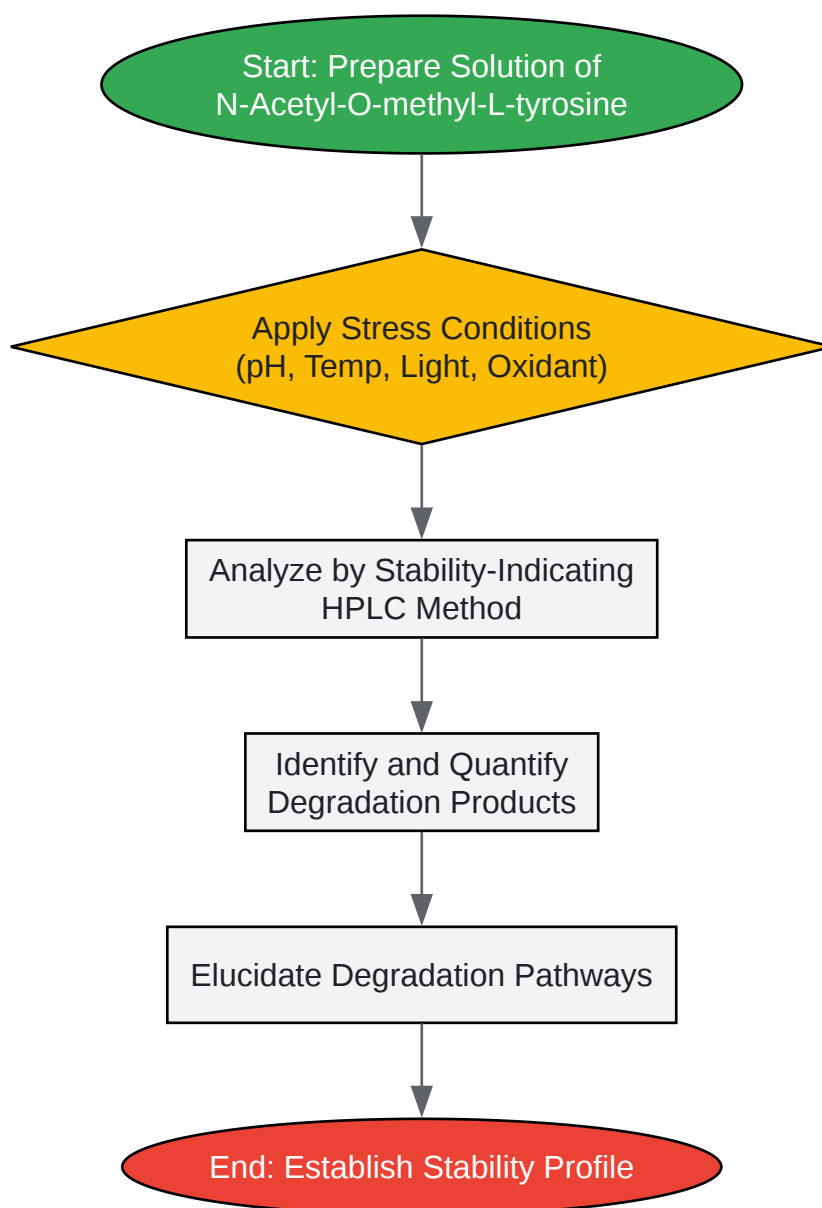 Start: Prepare Solution of
N-Acetyl-O-methyl-L-tyrosine
Apply Stress Conditions
(pH, Temp, Light, Oxidant)
Analyze by Stability-Indicating
HPLC Method
Identify and Quantify
Degradation Products
Elucidate Degradation Pathways
End: Establish Stability Profile